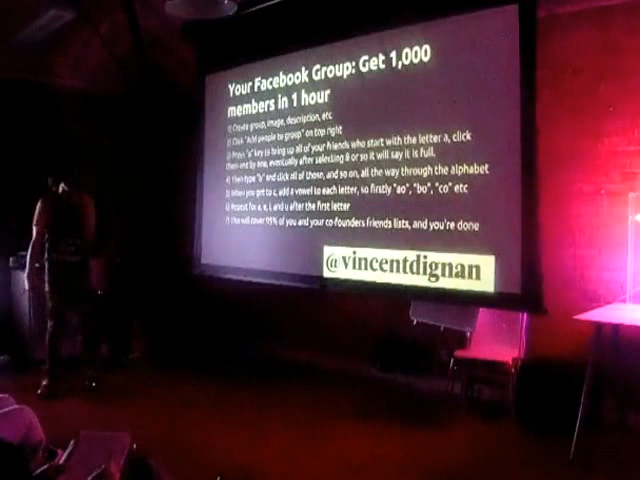 Your Facebook Group: Get 1,000
members in 1 hour
1) Create group, image, description, etc
2) Click "Add people to group" on top right
3) Press "a" key to bring up all of your friends who start with the letter a, click
them one by one, eventually after selecting 8 or so it will say it is full.
4) Then type "b" and click all of those, and so on, all the way through the alphabet
5) When you get to z, add a vowel to each letter, so firstly "ao", "bo", "co" etc
6) Repeat for a, e, i, and u after the first letter
7) This will cover 95% of you and your co-founders friends lists, and you're done
@vincentdignan